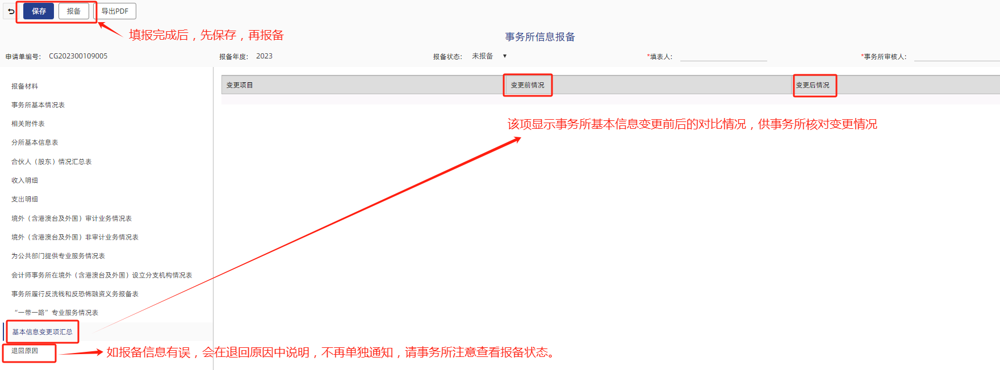 保存 报备 导出PDF
填报完成后，先保存，再报备
事务所信息报备
申请单编号： CG202300109005 报备年度： 2023 报备状态： 未报备 ▼ *填表人： *事务所审核人：
变更项目 变更前情况 变更后情况
报备材料
事务所基本情况表
相关附件表
该项显示事务所基本信息变更前后的对比情况，供事务所核对变更情况
分所基本信息表
合伙人（股东）情况汇总表
收入明细
支出明细
境外（含港澳台及外国）审计业务情况表
境外（含港澳台及外国）非审计业务情况表
为公共部门提供专业服务情况表
会计师事务所在境外（含港澳台及外国）设立分支机构情况表
事务所履行反洗钱和反恐怖融资义务报备表
“一带一路”专业服务情况表
基本信息变更项汇总
退回原因
如报备信息有误，会在退回原因中说明，不再单独通知，请事务所注意查看报备状态。